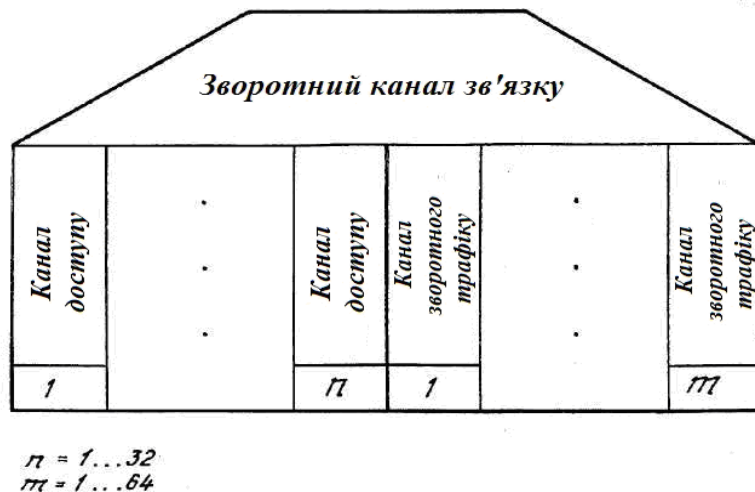 Зворотний канал зв'язку
Канал
доступу
Канал
доступу
Канал
зворотного
трафіку
Канал
зворотного
трафіку
1
n
1
m
n = 1...32
m = 1...64